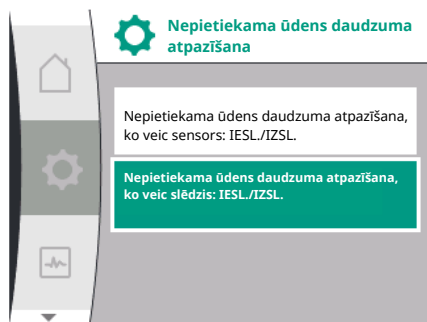 Nepietiekama ūdens daudzuma
atpazīšana
Nepietiekama ūdens daudzuma atpazīšana,
ko veic sensors: IESL./IZSL.
Nepietiekama ūdens daudzuma atpazīšana,
ko veic slēdzis: IESL./IZSL.